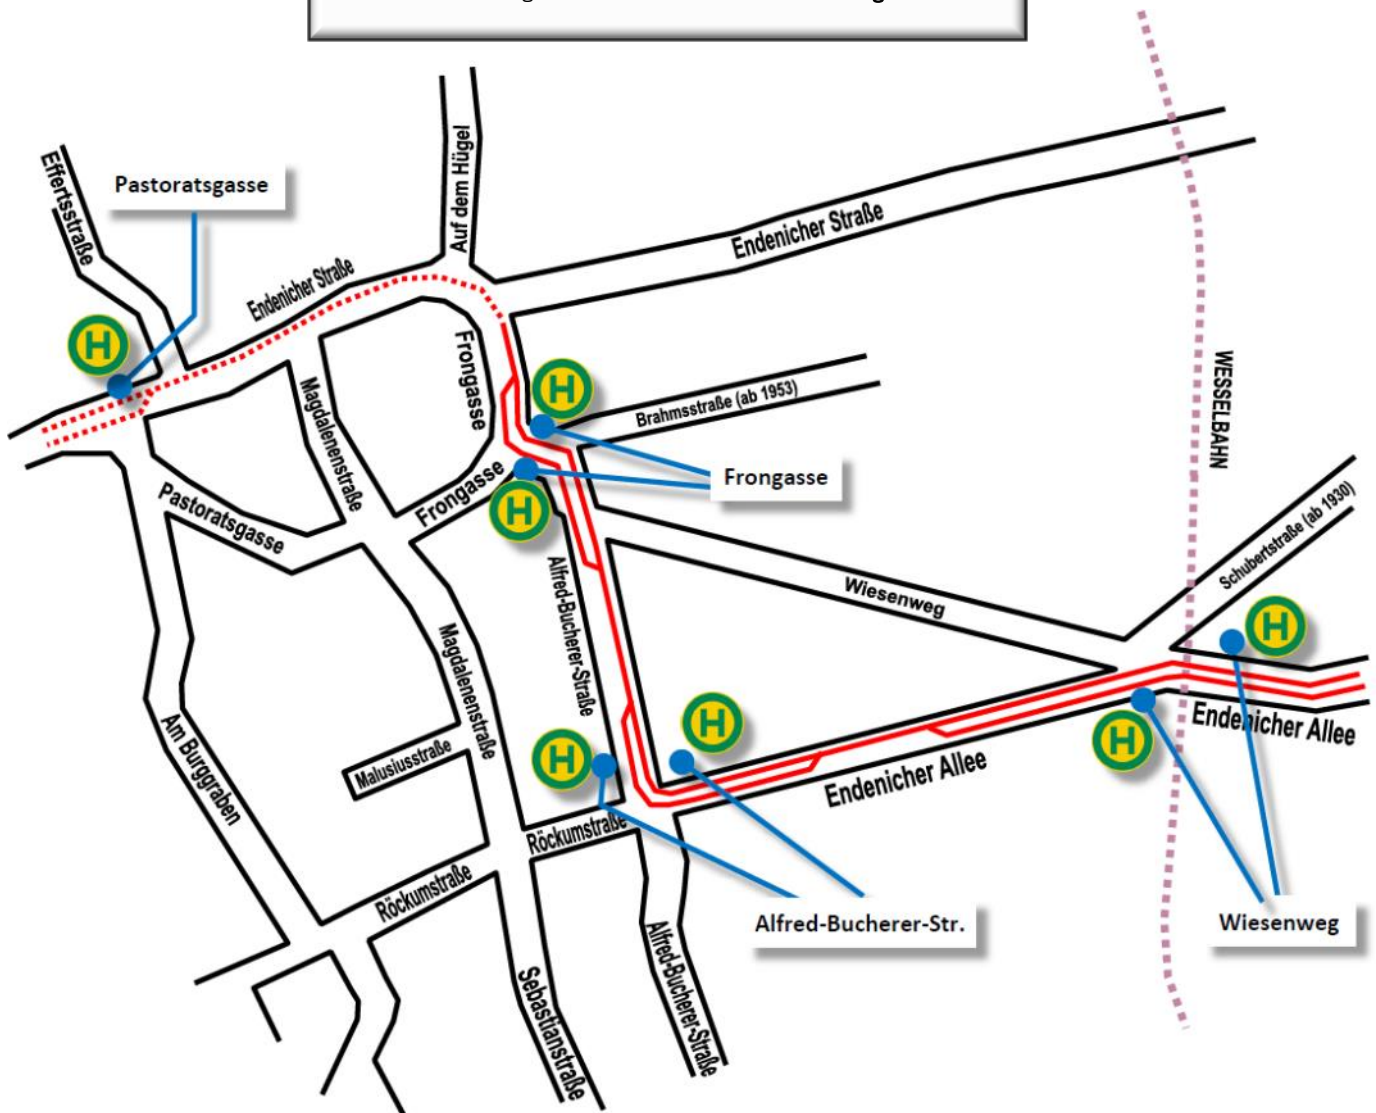 Auf dem Hügel
Effertsstraße
Pastoratsgasse
Endenicher Straße
Endenicher Straße
H
H
Frongasse
WESSELBAHN
Magdalenenstraße
Brahmsstraße (ab 1953)
Frongasse
Frongasse
H
Pastoratsgasse
Schubertstraße (ab 1930)
Alfred-Bucherer-Straße
Wiesenweg
H
Magdalenenstraße
Endenicher Allee
H
H
H
Am Burggraben
Malusiusstraße
Endenicher Allee
Röckumstraße
Röckumstraße
Alfred-Bucherer-Str.
Wiesenweg
Alfred-Bucherer-Straße
Sebastianstraße